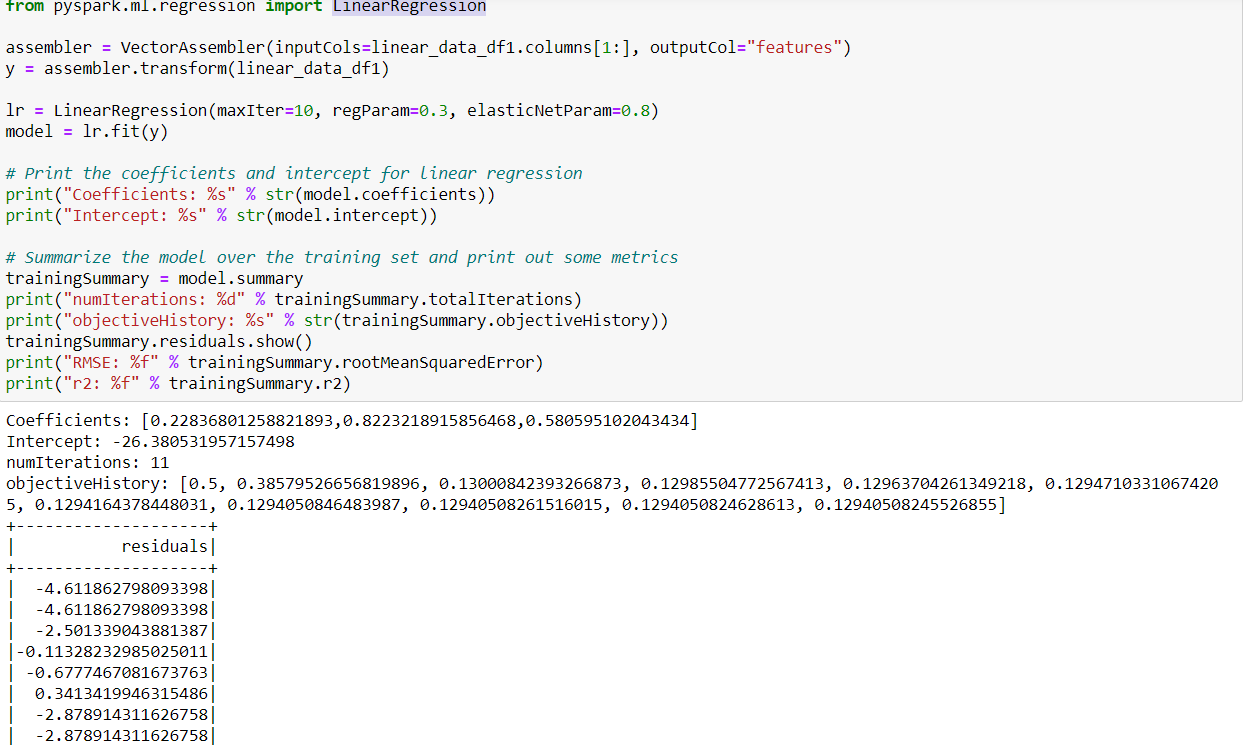 from pyspark.ml.regression import LinearRegression
assembler = VectorAssembler(inputCols=linear_data_df1.columns[1:], outputCol="features")
y = assembler.transform(linear_data_df1)
lr = LinearRegression(maxIter=10, regParam=0.3, elasticNetParam=0.8)
model = lr.fit(y)
# Print the coefficients and intercept for linear regression
print("Coefficients: %s" % str(model.coefficients))
print("Intercept: %s" % str(model.intercept))
# Summarize the model over the training set and print out some metrics
trainingSummary = model.summary
print("numIterations: %d" % trainingSummary.totalIterations)
print("objectiveHistory: %s" % str(trainingSummary.objectiveHistory))
trainingSummary.residuals.show()
print("RMSE: %f" % trainingSummary.rootMeanSquaredError)
print("r2: %f" % trainingSummary.r2)
Coefficients: [0.22836801258821893,0.8223218915856468,0.580595102043434]
Intercept: -26.380531957157498
numIterations: 11
objectiveHistory: [0.5, 0.38579526656819896, 0.13000842393266873, 0.12985504772567413, 0.12963704261349218, 0.1294710331067420
5, 0.1294164378448031, 0.1294050846483987, 0.12940508261516015, 0.1294050824628613, 0.12940508245526855]
+--------------------+
|           residuals|
+--------------------+
|  -4.611862798093398|
|  -4.611862798093398|
|  -2.501339043881387|
|-0.11328232985025011|
| -0.6777467081673763|
|  0.3413419946315486|
|  -2.878914311626758|
|  -2.878914311626758|